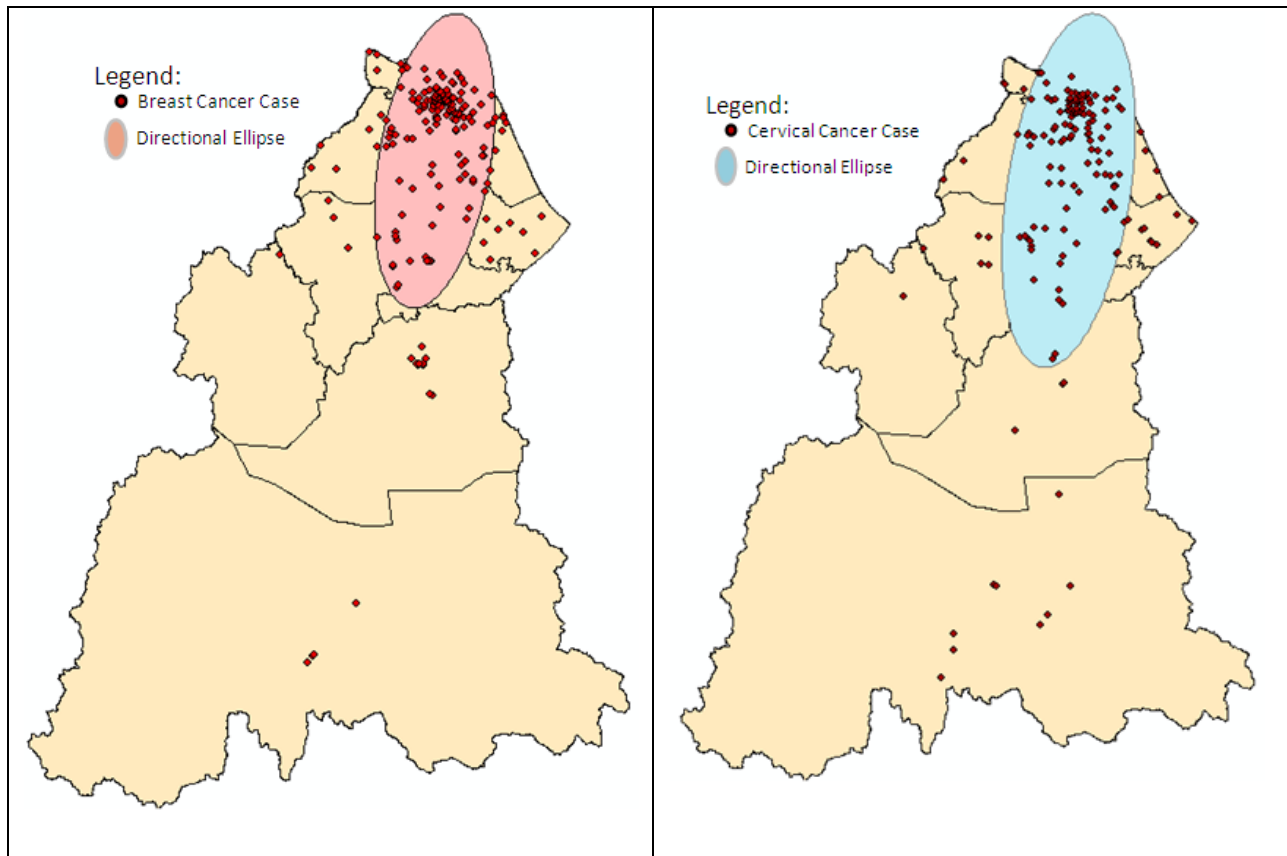 Legend:
Breast Cancer Case
Directional Ellipse
Legend:
Cervical Cancer Case
Directional Ellipse